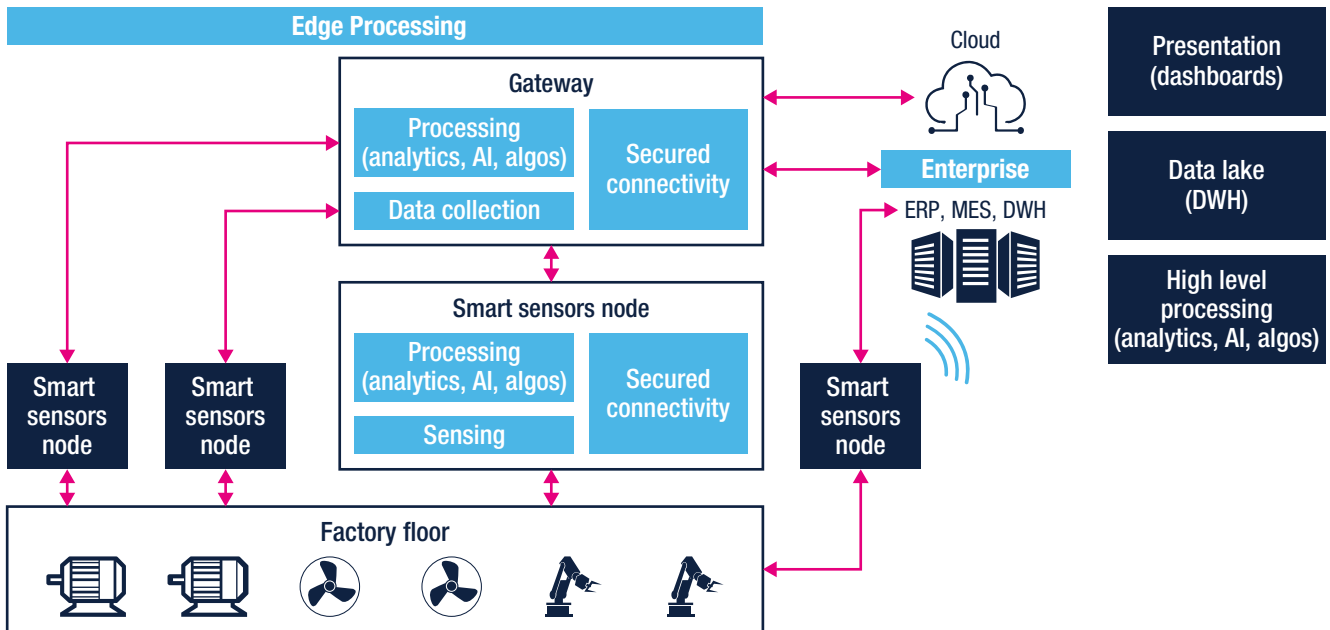 Edge Processing
Gateway
Processing
(analytics, AI, algos)
Data collection
Secured
connectivity
Smart sensors node
Processing
(analytics, AI, algos)
Sensing
Secured
connectivity
Smart
sensors
node
Smart
sensors
node
Factory floor
Cloud
Enterprise
ERP, MES, DWH
Smart
sensors
node
Presentation
(dashboards)
Data lake
(DWH)
High level
processing
(analytics, AI, algos)